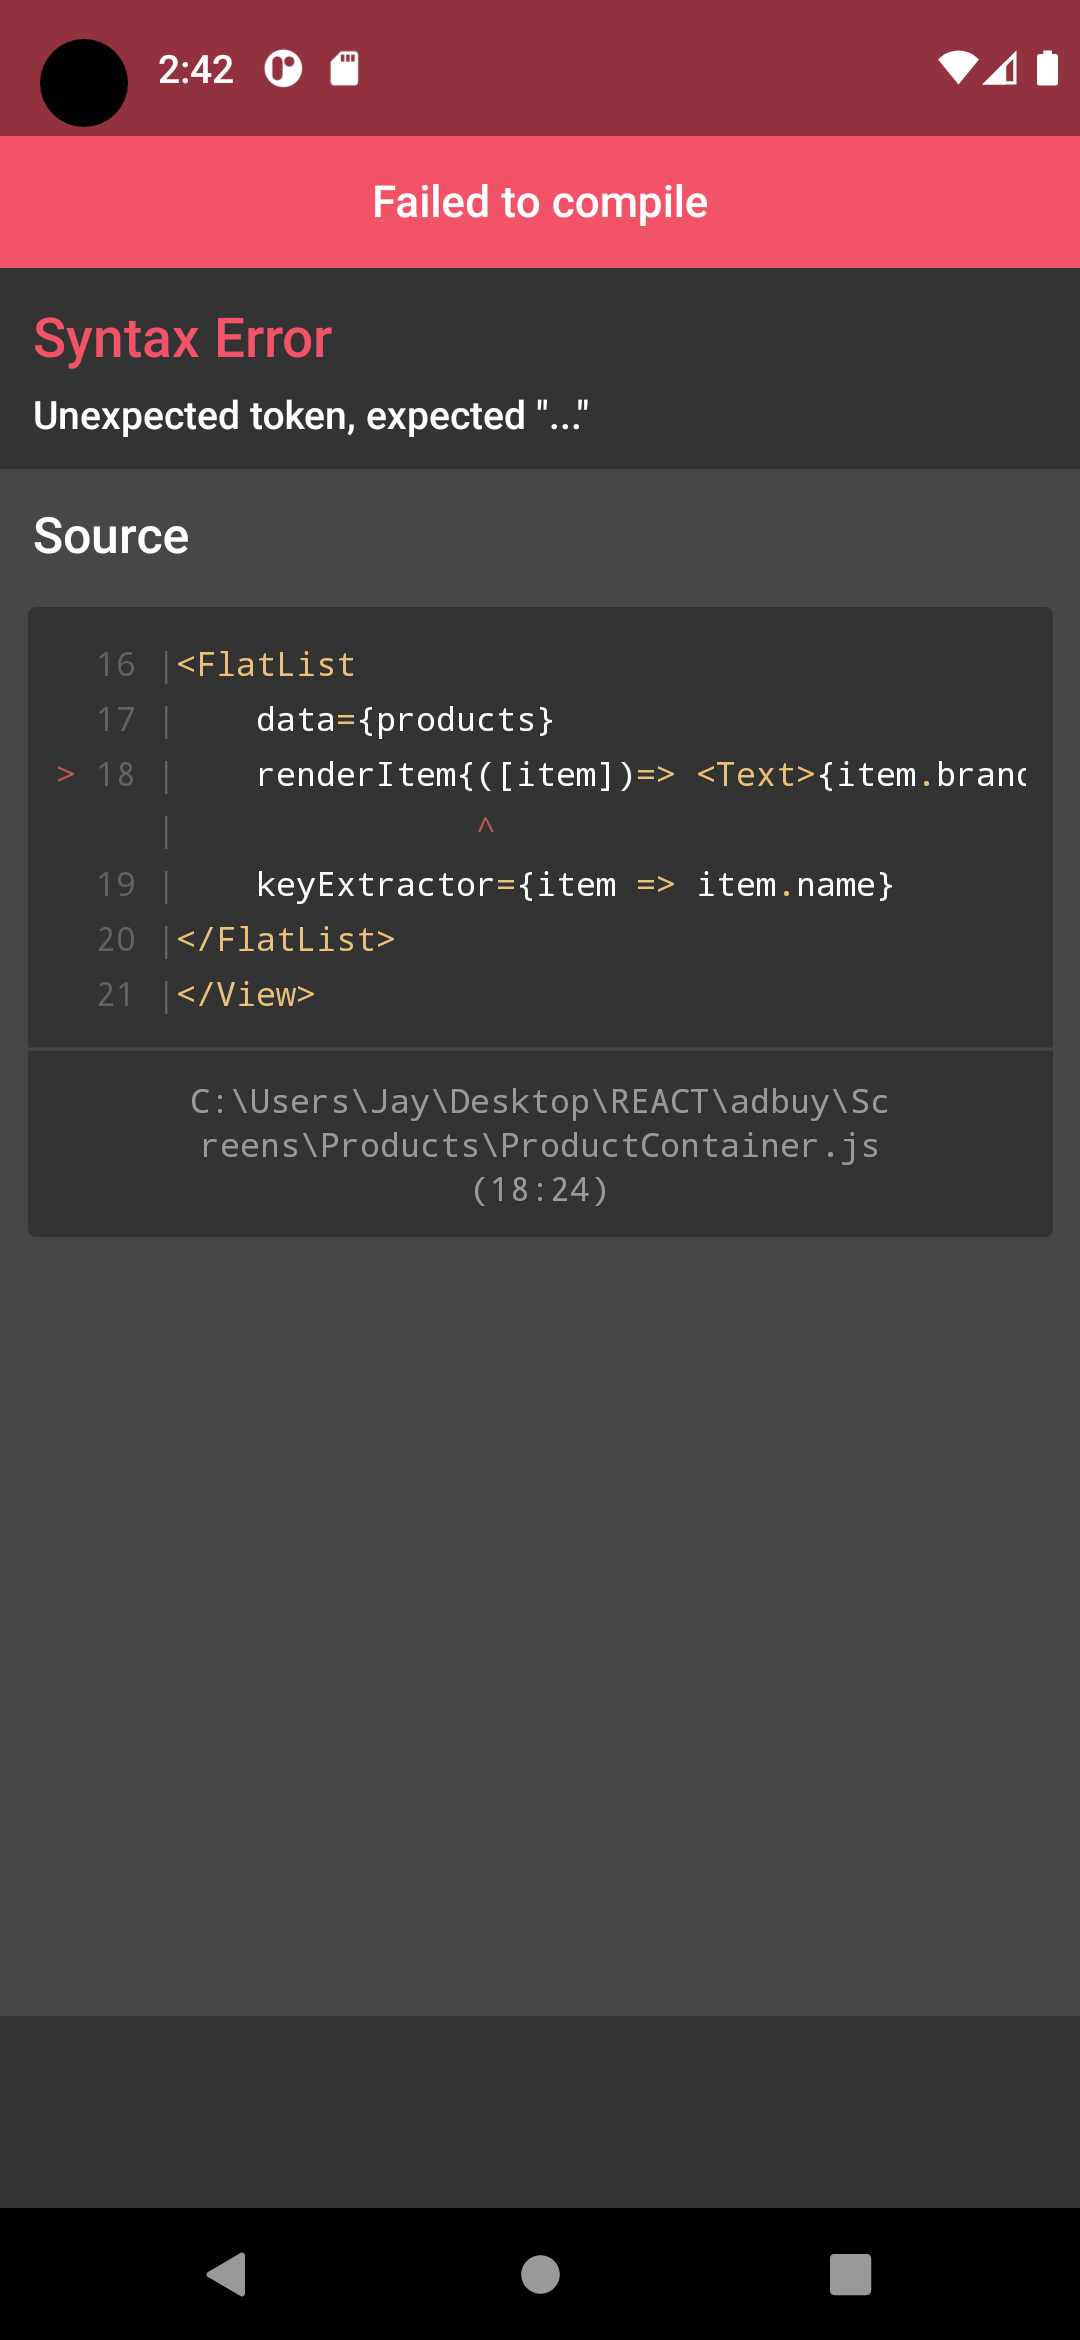 2:42
Failed to compile
Syntax Error
Unexpected token, expected "..."
Source
16 |<FlatList
17 |    data={products}
> 18 |    renderItem{([item])=> <Text>{item.branc
|               ^
19 |    keyExtractor={item => item.name}
20 |</FlatList>
21 |</View>
C:\Users\Jay\Desktop\REACT\adbuy\Sc
reens\Products\ProductContainer.js
(18:24)